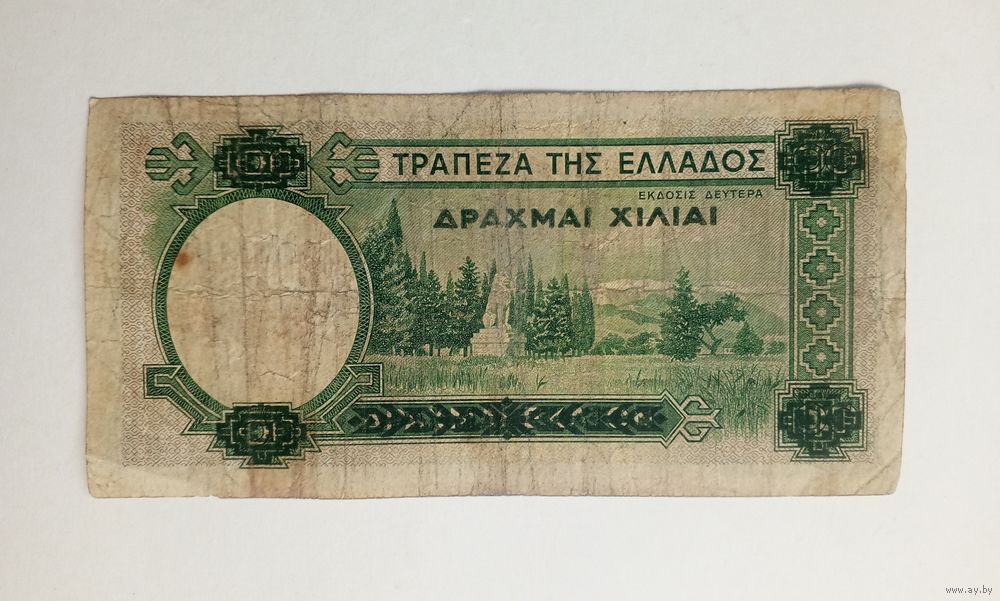 ΤΡΑΠΕΖΑ ΤΗΣ ΕΛΛΑΔΟΣ
ΕΚΔΟΣΙΣ ΔΕΥΤΕΡΑ
ΔΡΑΧΜΑΙ ΧΙΛΙΑΙ
www.ay.by